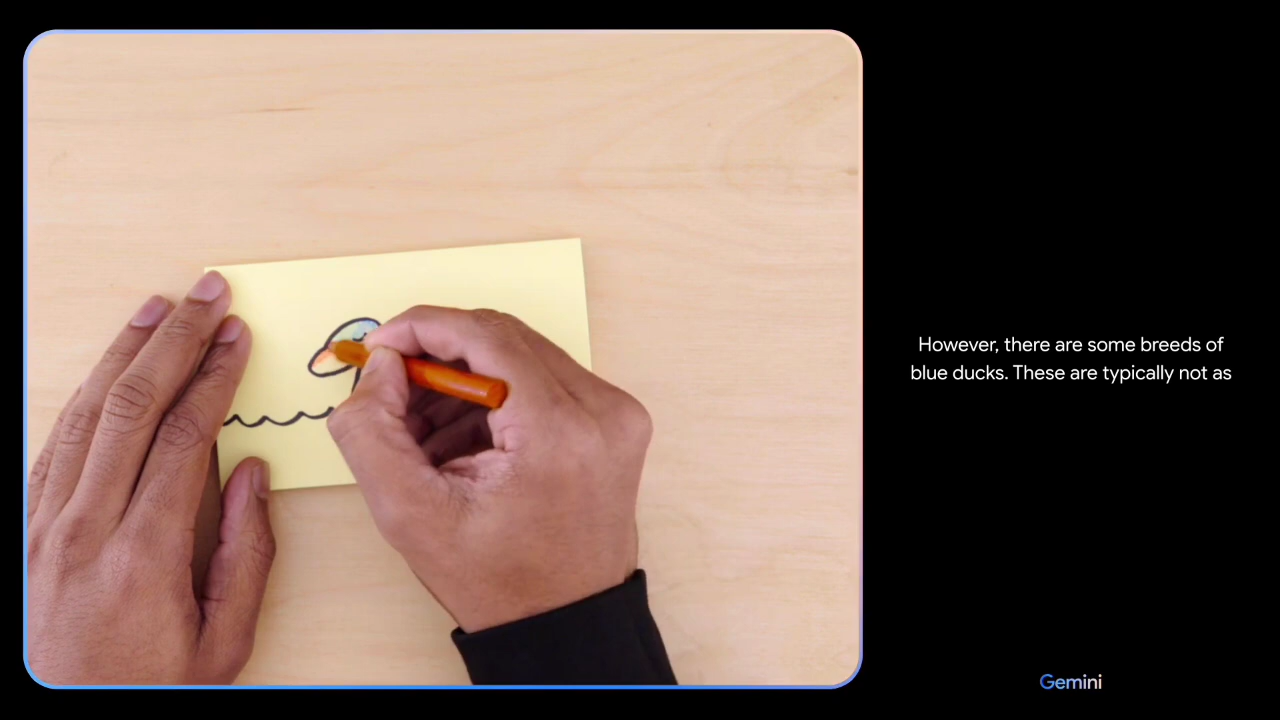 However, there are some breeds of
blue ducks. These are typically not as
Gemini